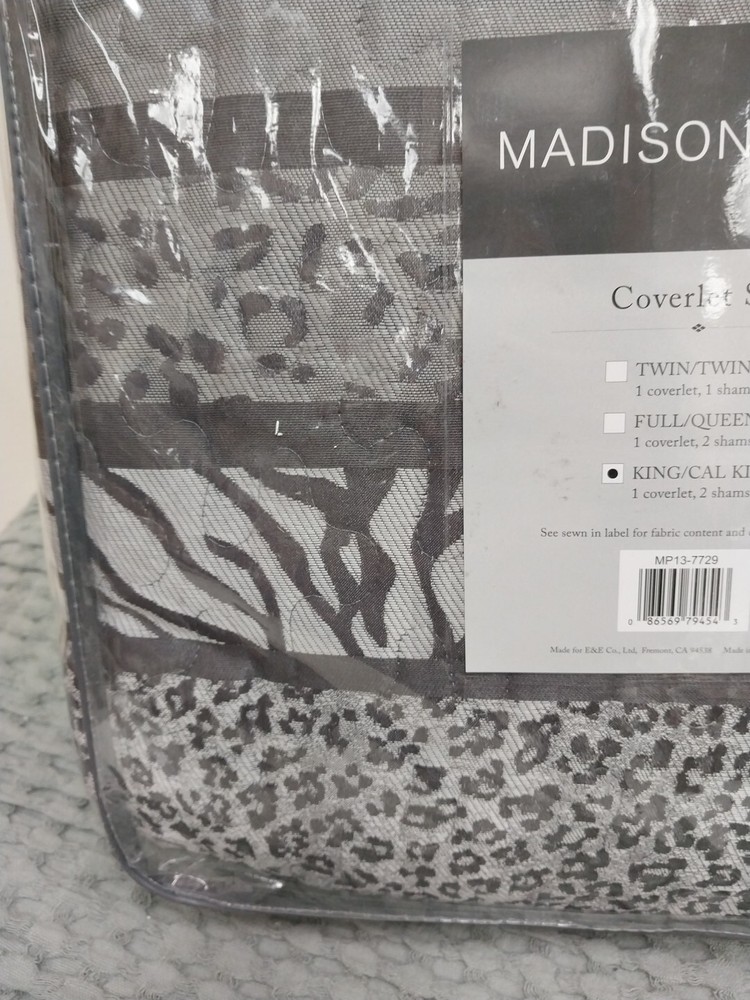 MADISON
Coverlet S
TWIN/TWIN
1 coverlet, 1 sham
FULL/QUEEN
1 coverlet, 2 shams
KING/CAL KI
1 coverlet, 2 shams
See sewn in label for fabric content and
MP13-7729
0 86569 79454 3
Made for E&E Co., Ltd, Fremont, CA 94538 Made i